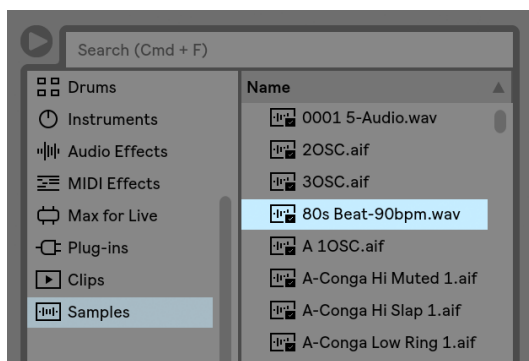 Search (Cmd + F)
Drums
Instruments
Audio Effects
MIDI Effects
Max for Live
Plug-ins
Clips
Samples
Name
0001 5-Audio.wav
2OSC.aif
3OSC.aif
80s Beat-90bpm.wav
A 1OSC.aif
A-Conga Hi Muted 1.aif
A-Conga Hi Slap 1.aif
A-Conga Low Ring 1.aif